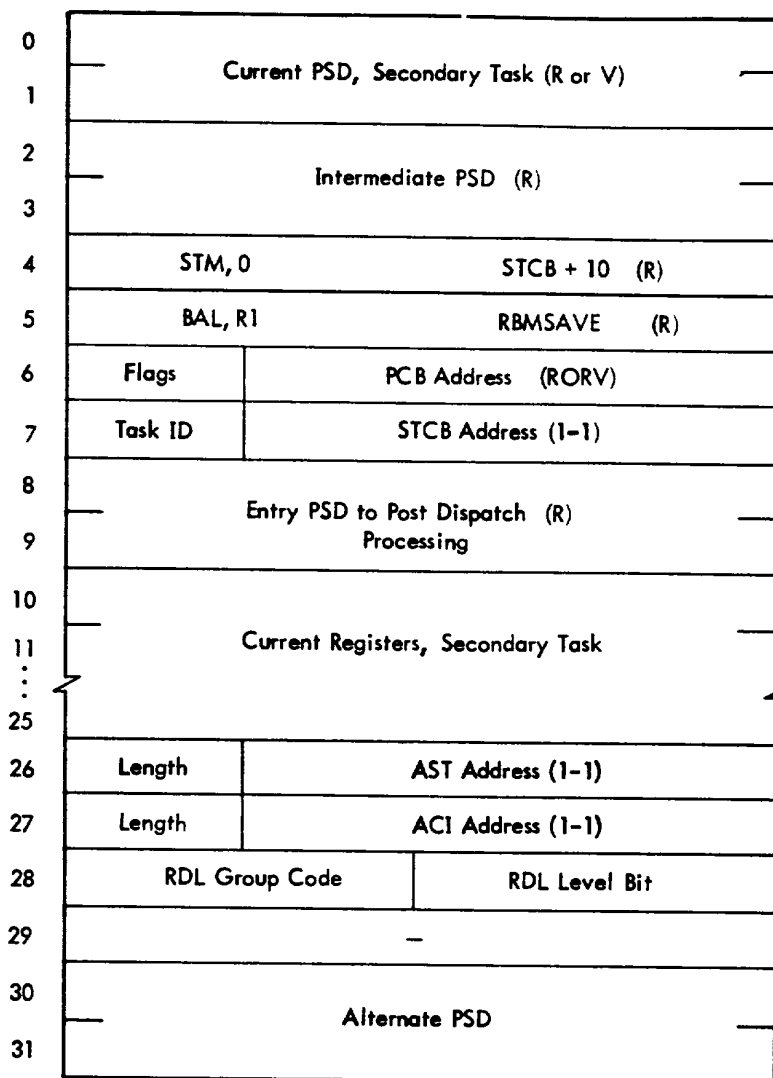 0
Current PSD, Secondary Task (R or V)
1
2
Intermediate PSD (R)
3
4 STM, 0 STCB + 10 (R)
5 BAL, R1 RBMSAVE (R)
6 Flags PCB Address (RORV)
7 Task ID STCB Address (1-1)
8
Entry PSD to Post Dispatch (R)
9 Processing
10
11 Current Registers, Secondary Task
⋮
25
26 Length AST Address (1-1)
27 Length ACI Address (1-1)
28 RDL Group Code RDL Level Bit
29 –
30
Alternate PSD
31